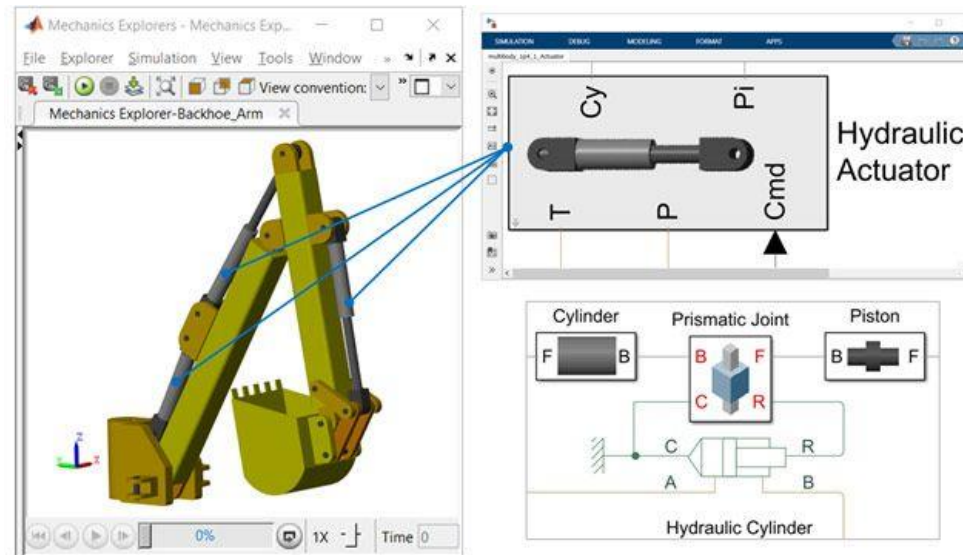 Mechanics Explorers - Mechanics Exp...
File Explorer Simulation View Tools Window »
View convention: »
Mechanics Explorer-Backhoe_Arm
0% 1X Time 0
SIMULATION DEBUG MODELING FORMAT APPS
Cy Pi
Hydraulic
Actuator
T P Cmd
Cylinder Prismatic Joint Piston
F B B F B F
C R
C R
A B
Hydraulic Cylinder